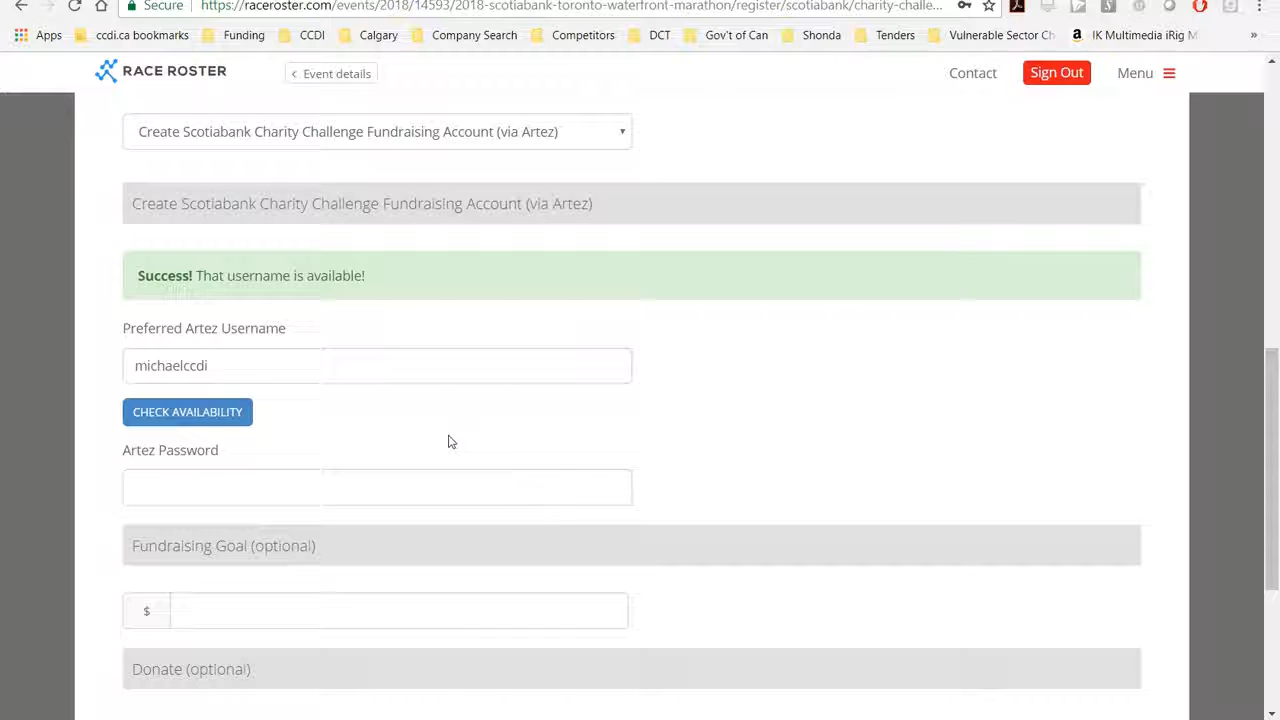 Secure https://raceroster.com/events/2018/14593/2018-scotiabank-toronto-waterfront-marathon/register/scotiabank/charity-challe...
Apps ccdi.ca bookmarks Funding CCDI Calgary Company Search Competitors DCT Gov't of Can Shonda Tenders Vulnerable Sector Ch IK Multimedia iRig M »
RACE ROSTER < Event details Contact Sign Out Menu
Create Scotiabank Charity Challenge Fundraising Account (via Artez)
Create Scotiabank Charity Challenge Fundraising Account (via Artez)
Success! That username is available!
Preferred Artez Username
michaelccdi
CHECK AVAILABILITY
Artez Password
Fundraising Goal (optional)
$
Donate (optional)